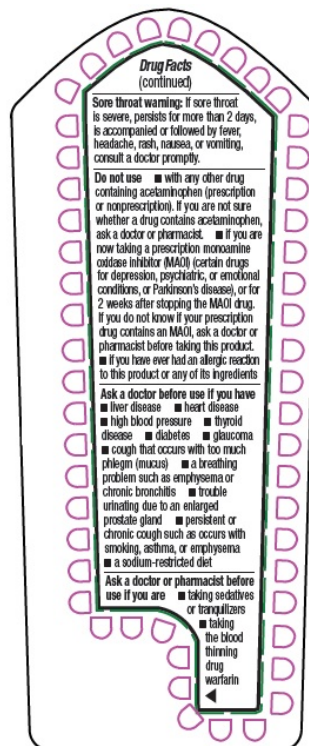 Drug Facts
(continued)
Sore throat warning: If sore throat
is severe, persists for more than 2 days,
is accompanied or followed by fever,
headache, rash, nausea, or vomiting,
consult a doctor promptly.
Do not use ■ with any other drug
containing acetaminophen (prescription
or nonprescription). If you are not sure
whether a drug contains acetaminophen,
ask a doctor or pharmacist. ■ if you are
now taking a prescription monoamine
oxidase inhibitor (MAOI) (certain drugs
for depression, psychiatric, or emotional
conditions, or Parkinson's disease), or for
2 weeks after stopping the MAOI drug.
If you do not know if your prescription
drug contains an MAOI, ask a doctor or
pharmacist before taking this product.
■ if you have ever had an allergic reaction
to this product or any of its ingredients
Ask a doctor before use if you have
■ liver disease ■ heart disease
■ high blood pressure ■ thyroid
disease ■ diabetes ■ glaucoma
■ cough that occurs with too much
phlegm (mucus) ■ a breathing
problem such as emphysema or
chronic bronchitis ■ trouble
urinating due to an enlarged
prostate gland ■ persistent or
chronic cough such as occurs with
smoking, asthma, or emphysema
■ a sodium-restricted diet
Ask a doctor or pharmacist before
use if you are ■ taking sedatives
or tranquilizers
■ taking
the blood
thinning
drug
warfarin